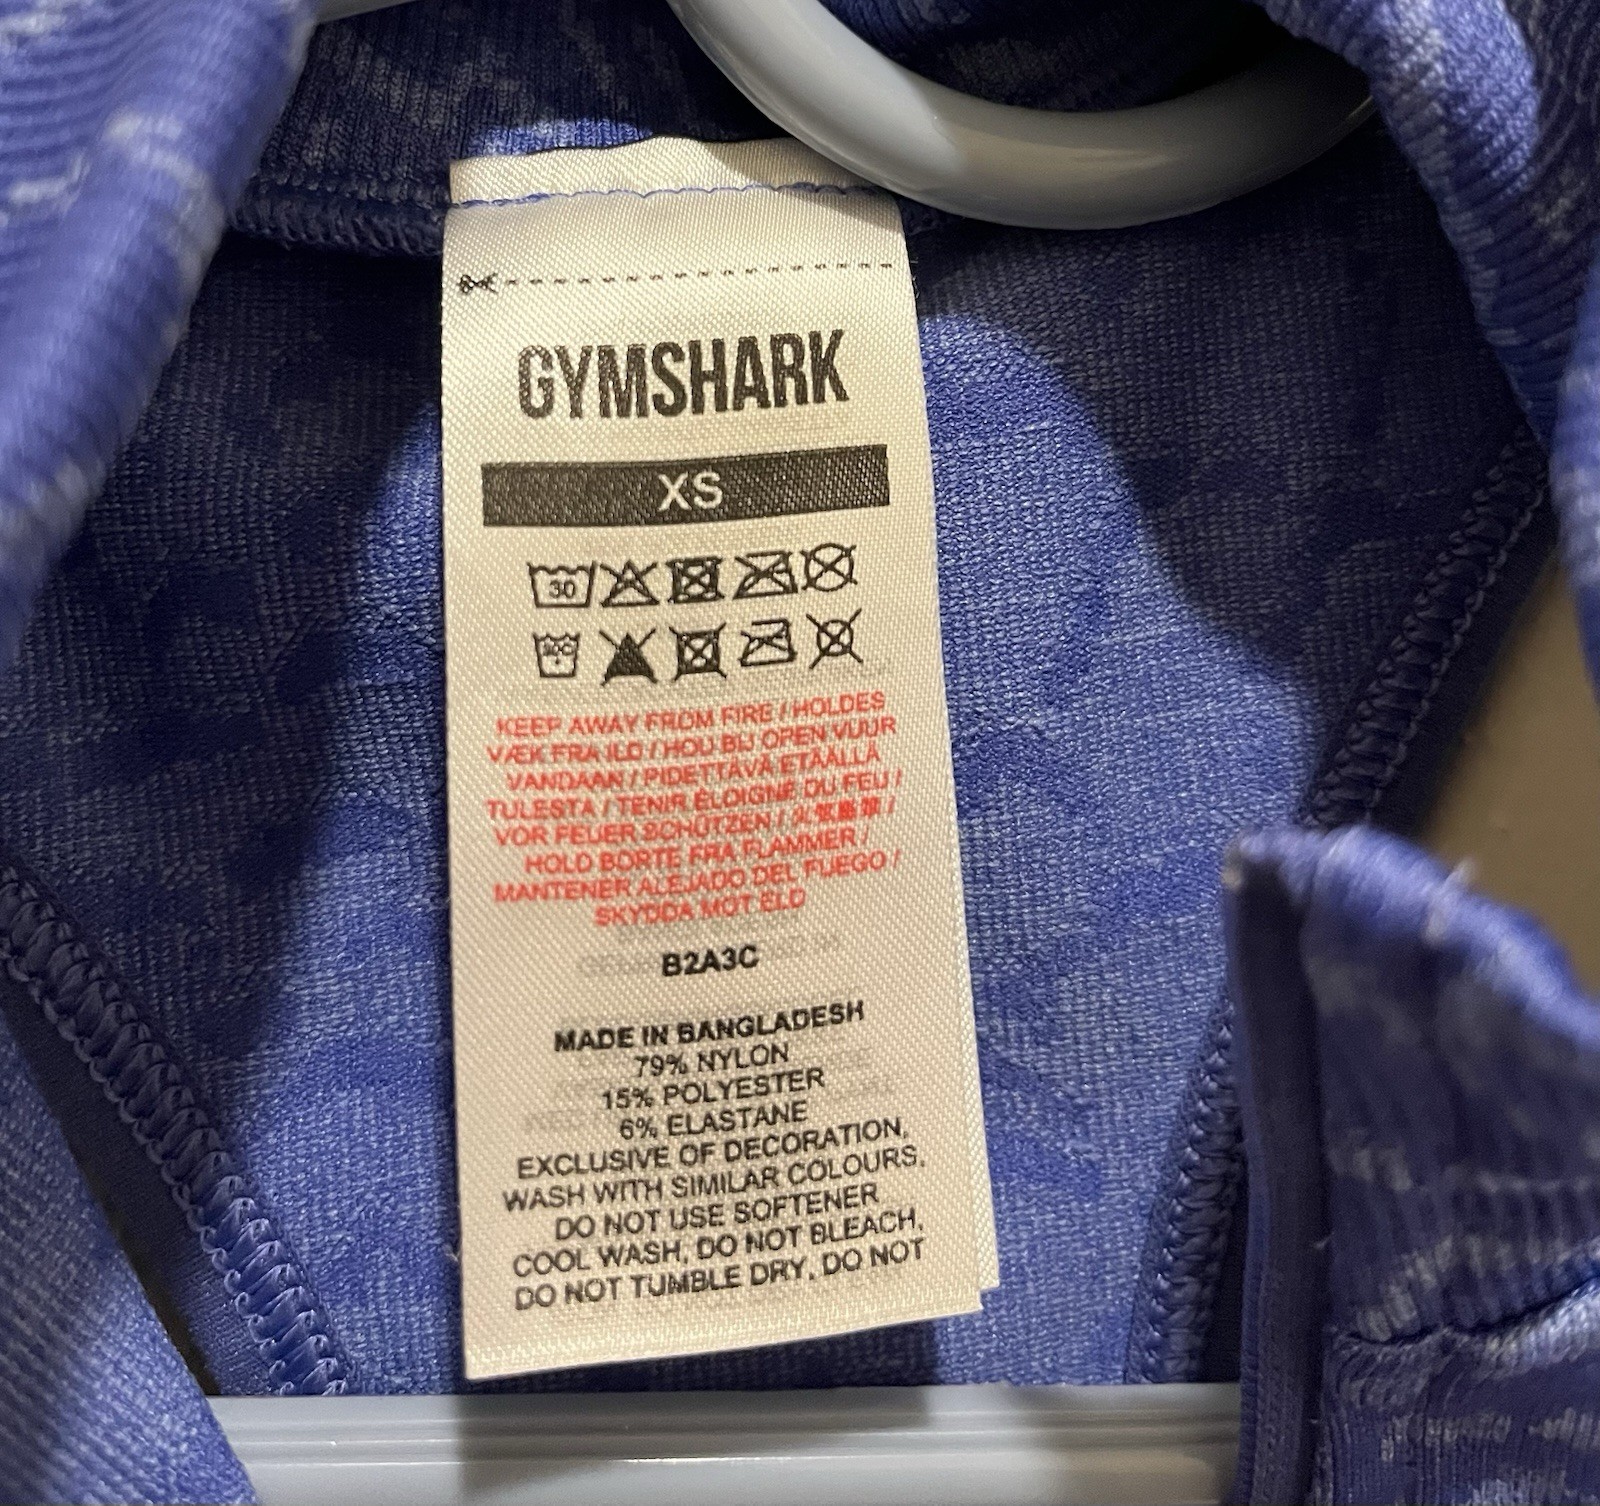 GYMSHARK
XS
30
KEEP AWAY FROM FIRE / HOLDES
VÆK FRA ILD / HOU BIJ OPEN VUUR
VANDAAN / PIDETTÄVÄ ETÄÄLLÄ
TULESTA / TENIR ÉLOIGNÉ DU FEU /
VOR FEUER SCHÜTZEN / /
HOLD BORTE FRA FLAMMER /
MANTENER ALEJADO DEL FUEGO /
SKYDDA MOT ELD
B2A3C
MADE IN BANGLADESH
79% NYLON
15% POLYESTER
6% ELASTANE
EXCLUSIVE OF DECORATION,
WASH WITH SIMILAR COLOURS,
DO NOT USE SOFTENER
COOL WASH, DO NOT BLEACH,
DO NOT TUMBLE DRY, DO NOT